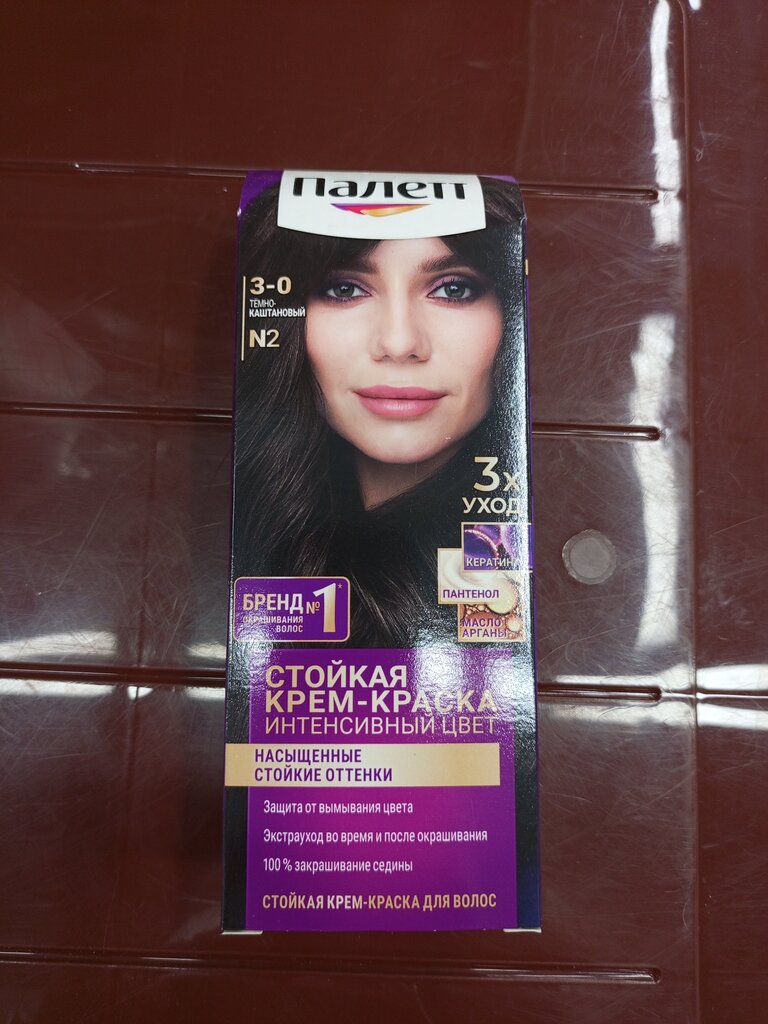 Палетт
3-0
ТЁМНО-
КАШТАНОВЫЙ
N2
3х
УХОД
КЕРАТИН
ПАНТЕНОЛ
МАСЛО
АРГАНЫ
БРЕНД №1*
ОКРАШИВАНИЯ
ВОЛОС
СТОЙКАЯ
КРЕМ-КРАСКА
ИНТЕНСИВНЫЙ ЦВЕТ
НАСЫЩЕННЫЕ
СТОЙКИЕ ОТТЕНКИ
Защита от вымывания цвета
Экстрауход во время и после окрашивания
100 % закрашивание седины
СТОЙКАЯ КРЕМ-КРАСКА ДЛЯ ВОЛОС